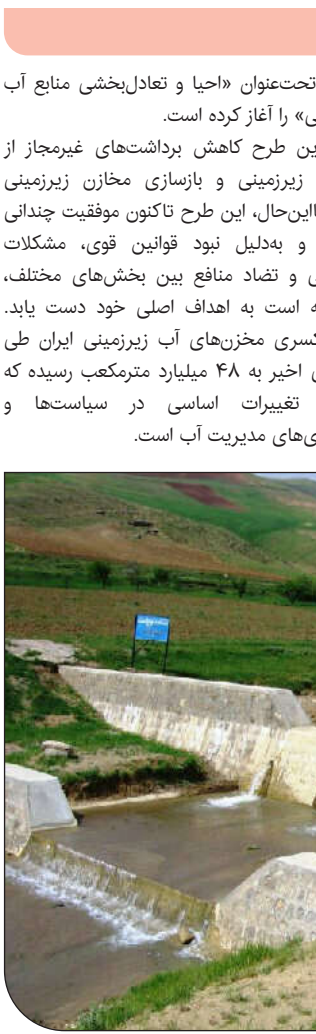 تحت‌عنوان «احیا و تعادل‌بخشی منابع آب
» را آغاز کرده است.
طرح کاهش برداشت‌های غیرمجاز از
زیرزمینی و بازسازی مخازن زیرزمینی
این‌حال، این طرح تاکنون موفقیت چندانی
و به‌دلیل نبود قوانین قوی، مشکلات
و تضاد منافع بین بخش‌های مختلف،
است به اهداف اصلی خود دست یابد.
کسری مخزن‌های آب زیرزمینی ایران طی
اخیر به ۴۸ میلیارد مترمکعب رسیده که
تغییرات اساسی در سیاست‌ها و
های مدیریت آب است.